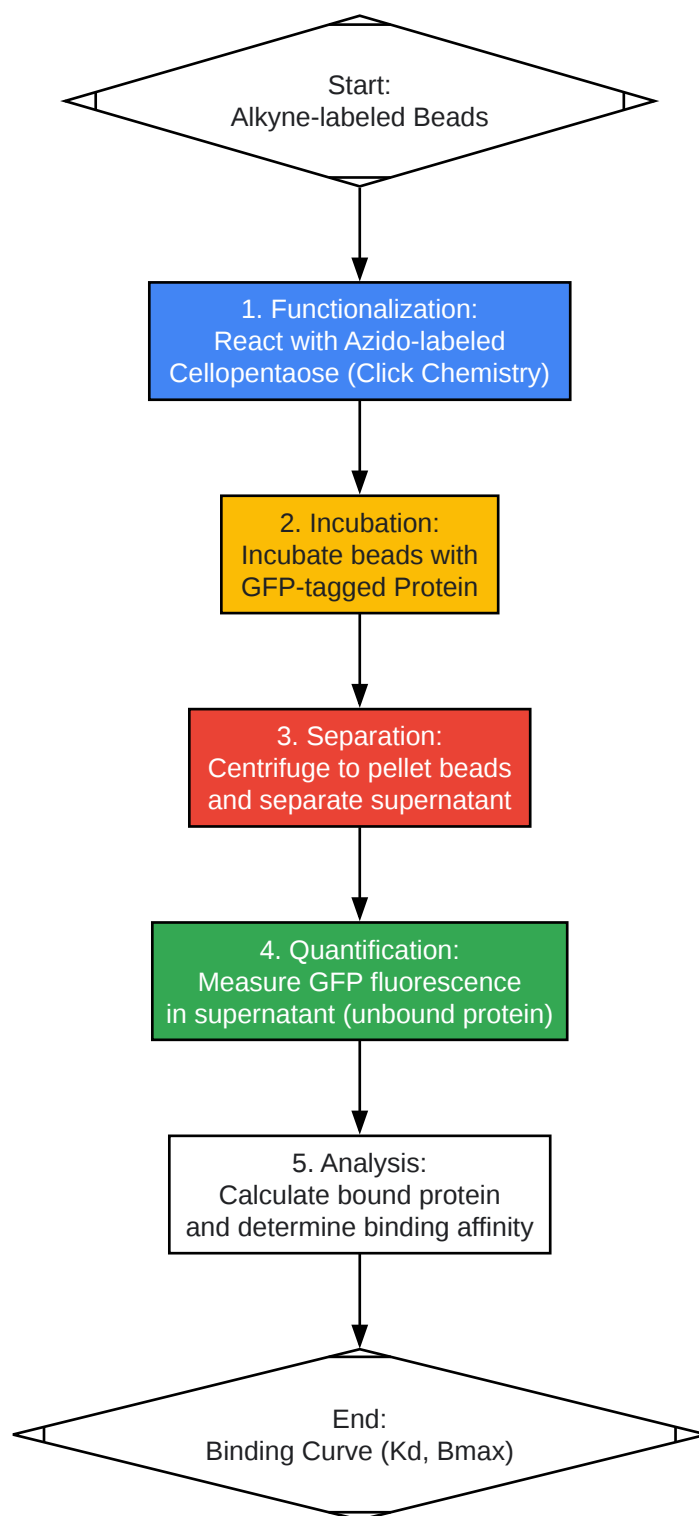 Start:
Alkyne-labeled Beads
1. Functionalization:
React with Azido-labeled
Cellopentaose (Click Chemistry)
2. Incubation:
Incubate beads with
GFP-tagged Protein
3. Separation:
Centrifuge to pellet beads
and separate supernatant
4. Quantification:
Measure GFP fluorescence
in supernatant (unbound protein)
5. Analysis:
Calculate bound protein
and determine binding affinity
End:
Binding Curve (Kd, Bmax)